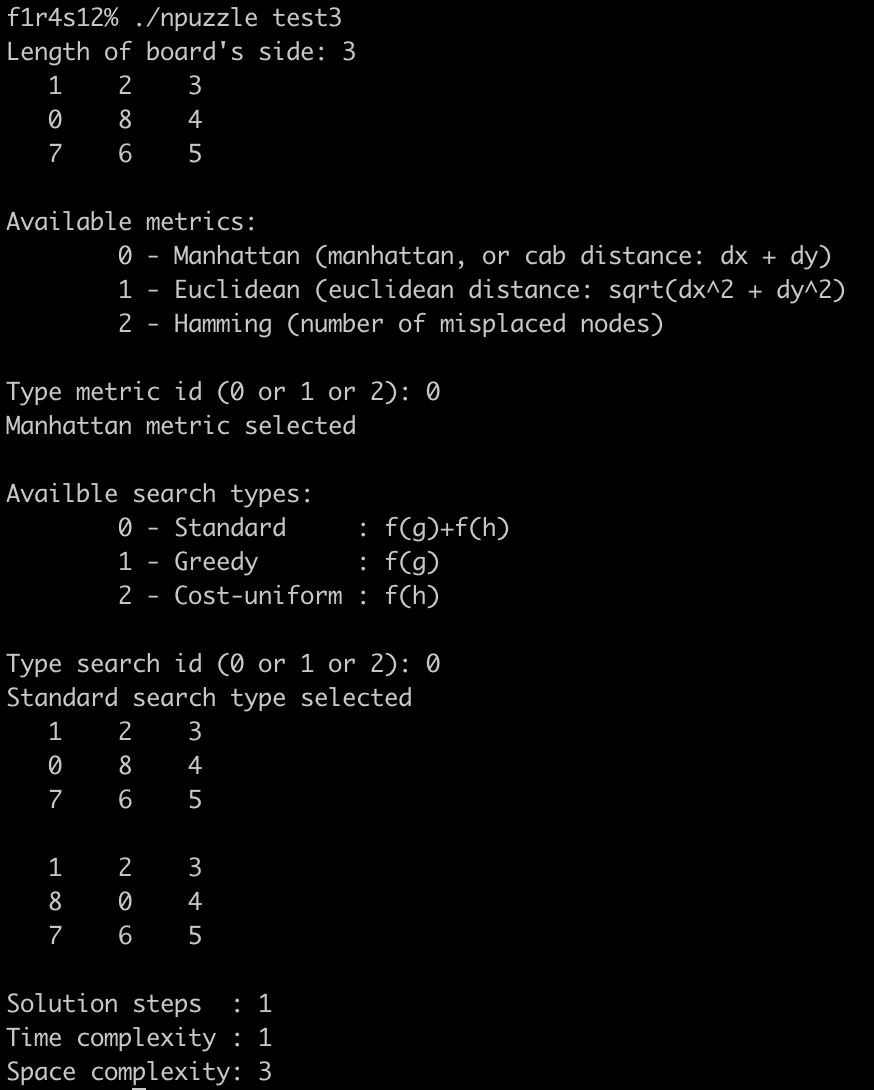 f1r4s12% ./npuzzle test3
Length of board's side: 3
1 2 3
0 8 4
7 6 5
Available metrics:
0 - Manhattan (manhattan, or cab distance: dx + dy)
1 - Euclidean (euclidean distance: sqrt(dx^2 + dy^2)
2 - Hamming (number of misplaced nodes)
Type metric id (0 or 1 or 2): 0
Manhattan metric selected
Availble search types:
0 - Standard : f(g)+f(h)
1 - Greedy : f(g)
2 - Cost-uniform : f(h)
Type search id (0 or 1 or 2): 0
Standard search type selected
1 2 3
0 8 4
7 6 5
1 2 3
8 0 4
7 6 5
Solution steps : 1
Time complexity : 1
Space complexity: 3